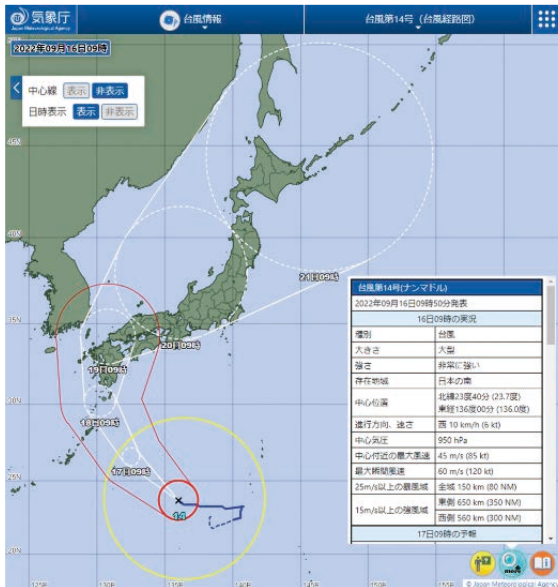 気象庁
Japan Meteorological Agency
台風情報
台風第14号(台風経路図)
2022年09月16日09時
中心線 表示 非表示
日時表示 表示 非表示
45N
40N
35N
30N
25N
20N
125E
130E
135E
140E
145E
150E
21日09時
20日09時
19日09時
18日09時
17日09時
14
台風第14号(ナンマドル)
2022年09月16日09時50分発表
16日09時の実況
種別 台風
大きさ 大型
強さ 非常に強い
存在地域 日本の南
中心位置 北緯23度40分 (23.7度)
東経136度00分 (136.0度)
進行方向、速さ 西 10 km/h (6 kt)
中心気圧 950 hPa
中心付近の最大風速 45 m/s (85 kt)
最大瞬間風速 60 m/s (120 kt)
25m/s以上の暴風域 全域 150 km (80 NM)
15m/s以上の強風域 東側 650 km (350 NM)
西側 560 km (300 NM)
17日09時の予報
© Japan Meteorological Agency